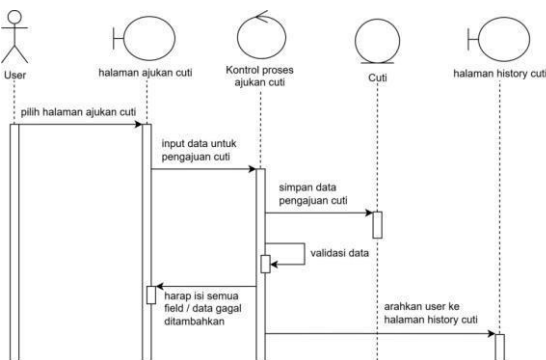 User
halaman ajukan cuti
Kontrol proses
ajukan cuti
Cuti
halaman history cuti
pilih halaman ajukan cuti
input data untuk
pengajuan cuti
simpan data
pengajuan cuti
validasi data
harap isi semua
field / data gagal
ditambahkan
arahkan user ke
halaman history cuti